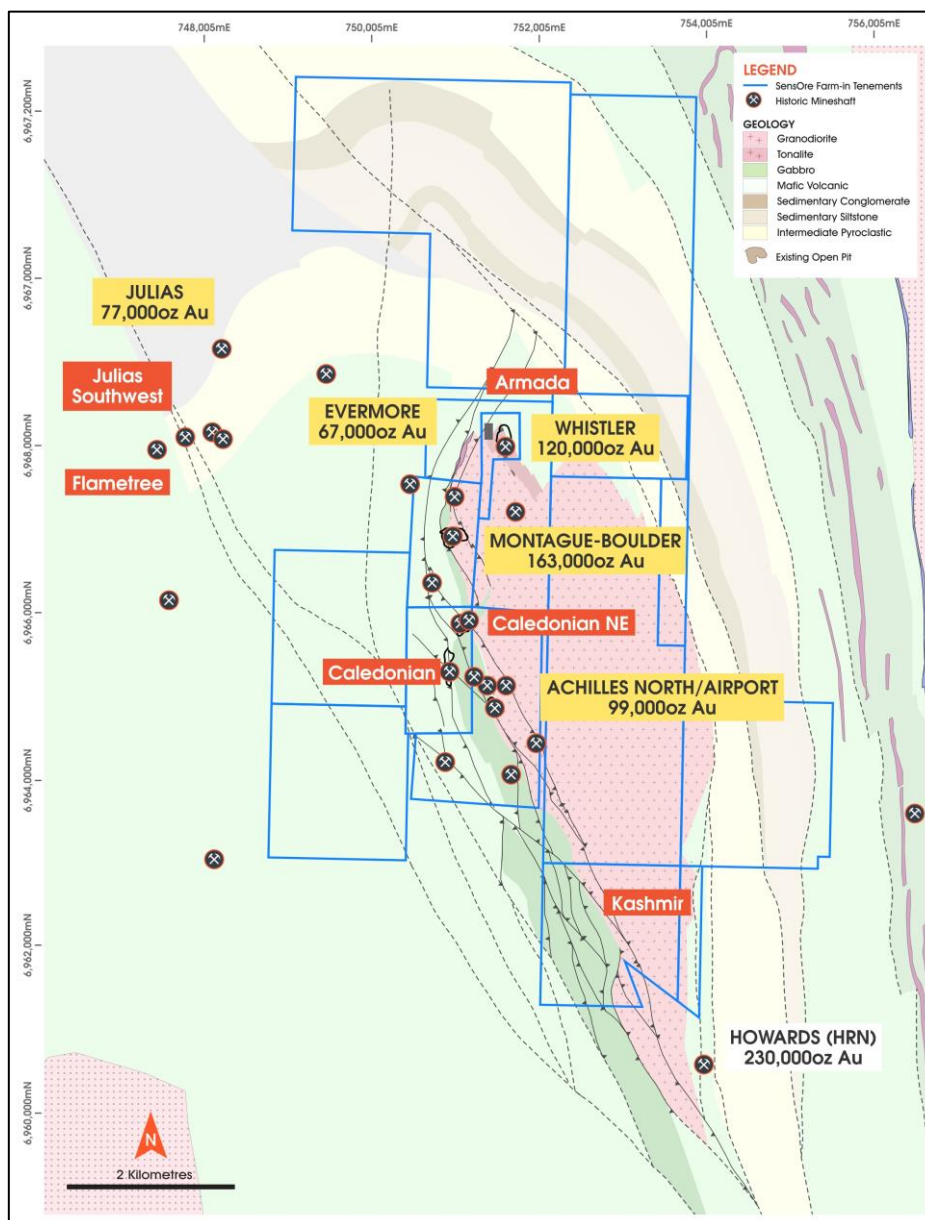 748,005mE
750,005mE
752,005mE
754,005mE
756,005mE
6,967,200mN
6,967,000mN
6,968,000mN
6,966,000mN
6,964,000mN
6,962,000mN
6,960,000mN
LEGEND
SensOre Farm-in Tenements
Historic Mineshaft
GEOLOGY
Granodiorite
Tonalite
Gabbro
Mafic Volcanic
Sedimentary Conglomerate
Sedimentary Siltstone
Intermediate Pyroclastic
Existing Open Pit
JULIAS
77,000oz Au
Julias
Southwest
Flametree
Armada
EVERMORE
67,000oz Au
WHISTLER
120,000oz Au
MONTAGUE-BOULDER
163,000oz Au
Caledonian NE
Caledonian
ACHILLES NORTH/AIRPORT
99,000oz Au
Kashmir
HOWARDS (HRN)
230,000oz Au
N
2 Kilometres